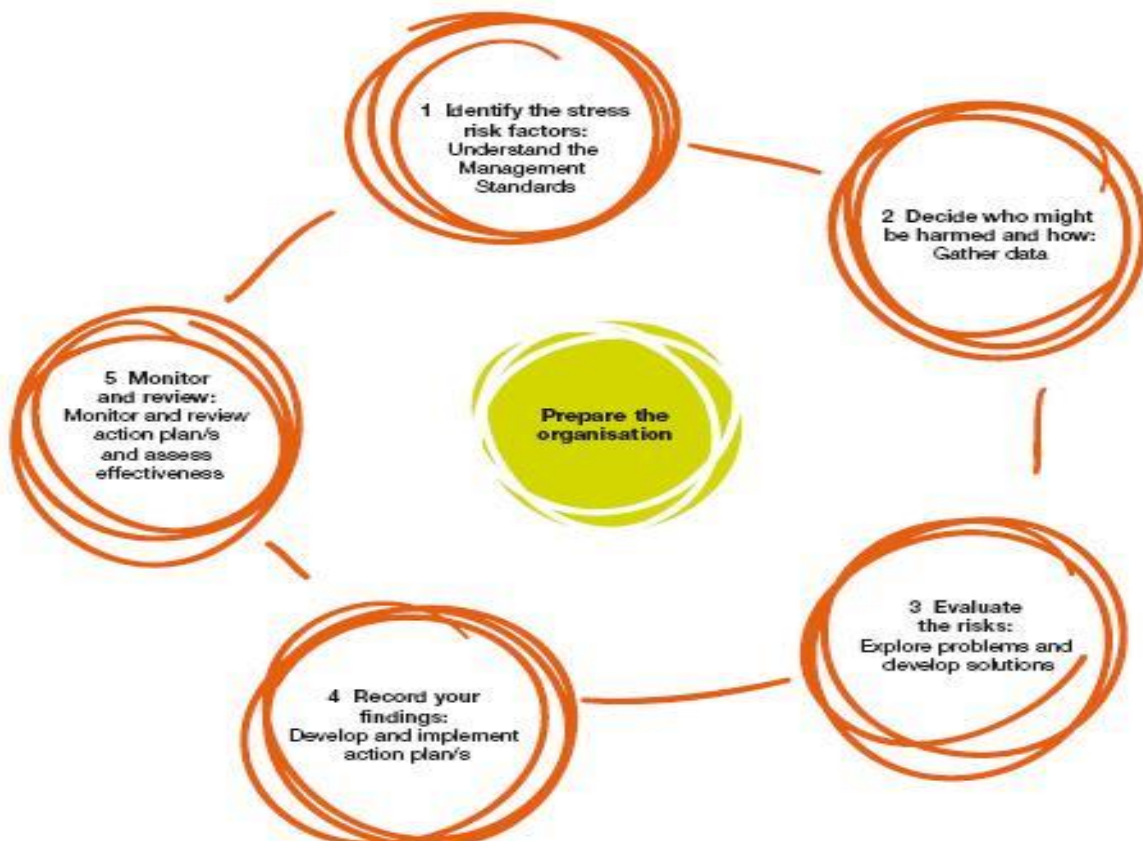 1 Identify the stress
risk factors:
Understand the
Management
Standards
2 Decide who might
be harmed and how:
Gather data
3 Evaluate
the risks:
Explore problems and
develop solutions
4 Record your
findings:
Develop and implement
action plan/s
5 Monitor
and review:
Monitor and review
action plan/s
and assess
effectiveness
Prepare the
organisation